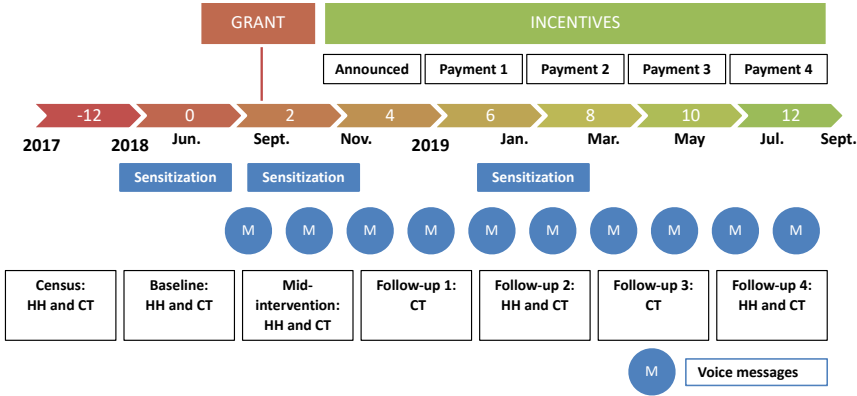 GRANT
INCENTIVES
Announced
Payment 1
Payment 2
Payment 3
Payment 4
-12
0
2
4
6
8
10
12
2017
2018
Jun.
Sept.
Nov.
2019
Jan.
Mar.
May
Jul.
Sept.
Sensitization
Sensitization
Sensitization
M
M
M
M
M
M
M
M
M
M
Census:
HH and CT
Baseline:
HH and CT
Mid-
intervention:
HH and CT
Follow-up 1:
CT
Follow-up 2:
HH and CT
Follow-up 3:
CT
Follow-up 4:
HH and CT
M
Voice messages